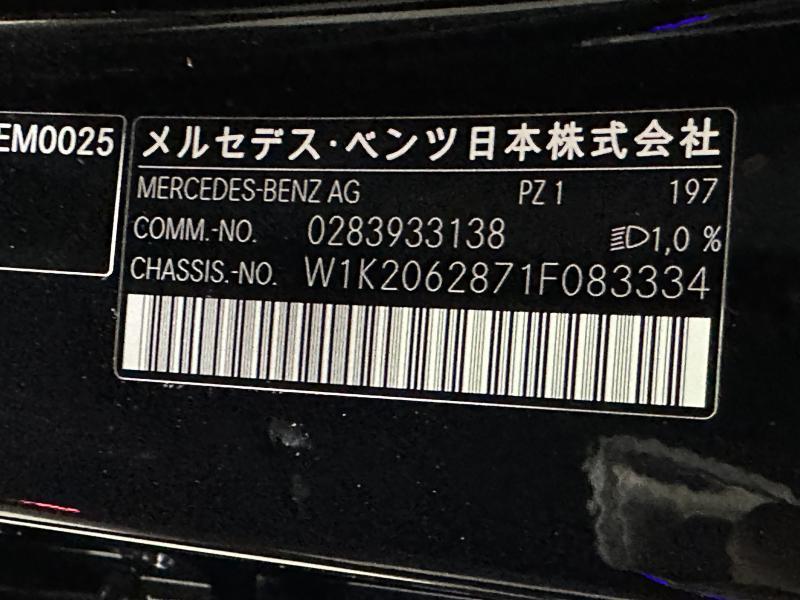 EM0025
メルセデス・ベンツ日本株式会社
MERCEDES-BENZ AG PZ 1 197
COMM.-NO. 0283933138 1,0 %
CHASSIS.-NO. W1K2062871F083334